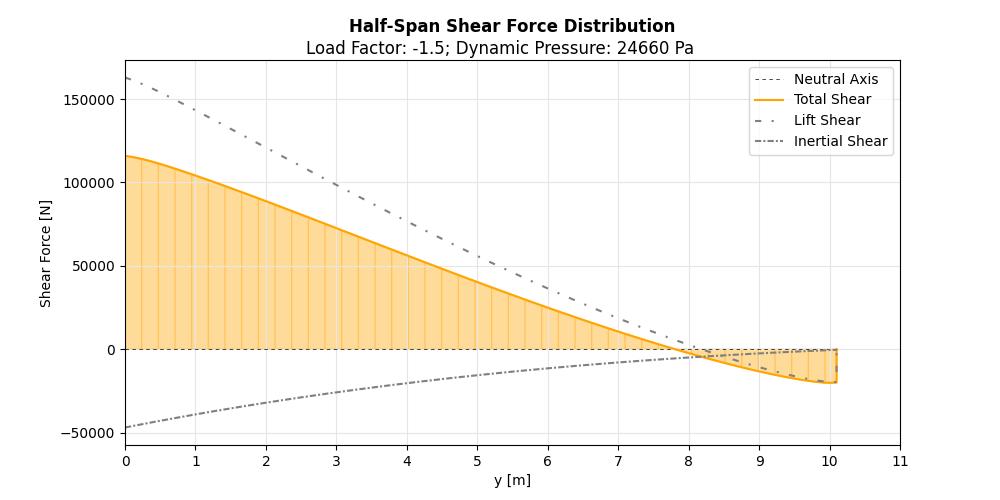 Half-Span Shear Force Distribution
Load Factor: -1.5; Dynamic Pressure: 24660 Pa
Neutral Axis
Total Shear
Lift Shear
Inertial Shear
Shear Force [N]
150000
100000
50000
0
−50000
0 1 2 3 4 5 6 7 8 9 10 11
y [m]